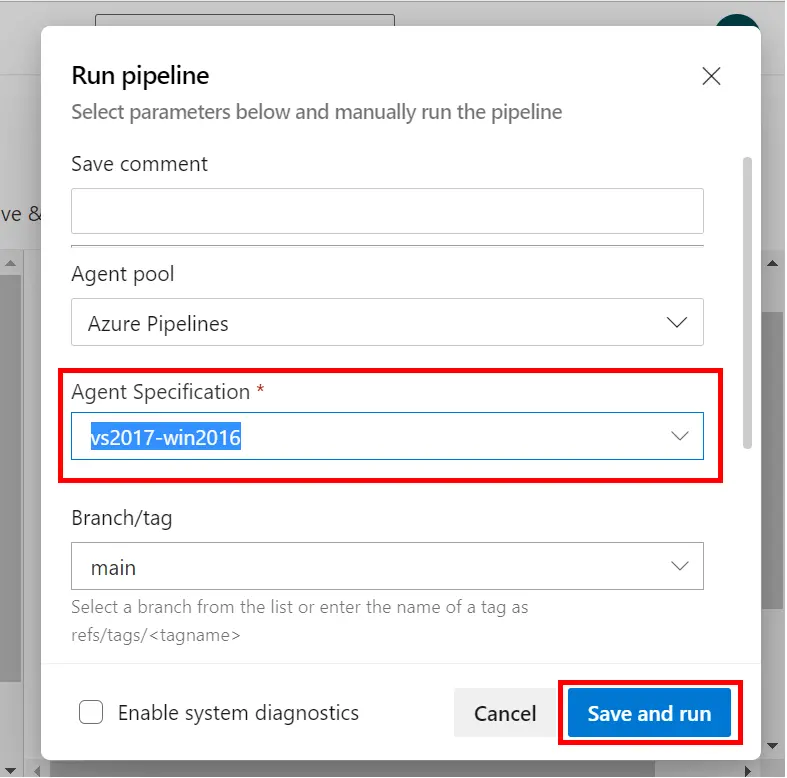 Run pipeline
Select parameters below and manually run the pipeline
Save comment
ve &
Agent pool
Azure Pipelines
Agent Specification *
vs2017-win2016
Branch/tag
main
Select a branch from the list or enter the name of a tag as
refs/tags/<tagname>
Enable system diagnostics
Cancel
Save and run